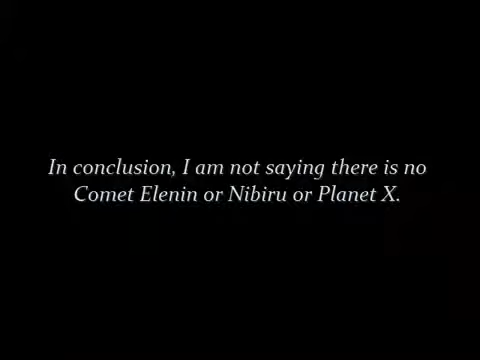 In conclusion, I am not saying there is no
Comet Elenin or Nibiru or Planet X.